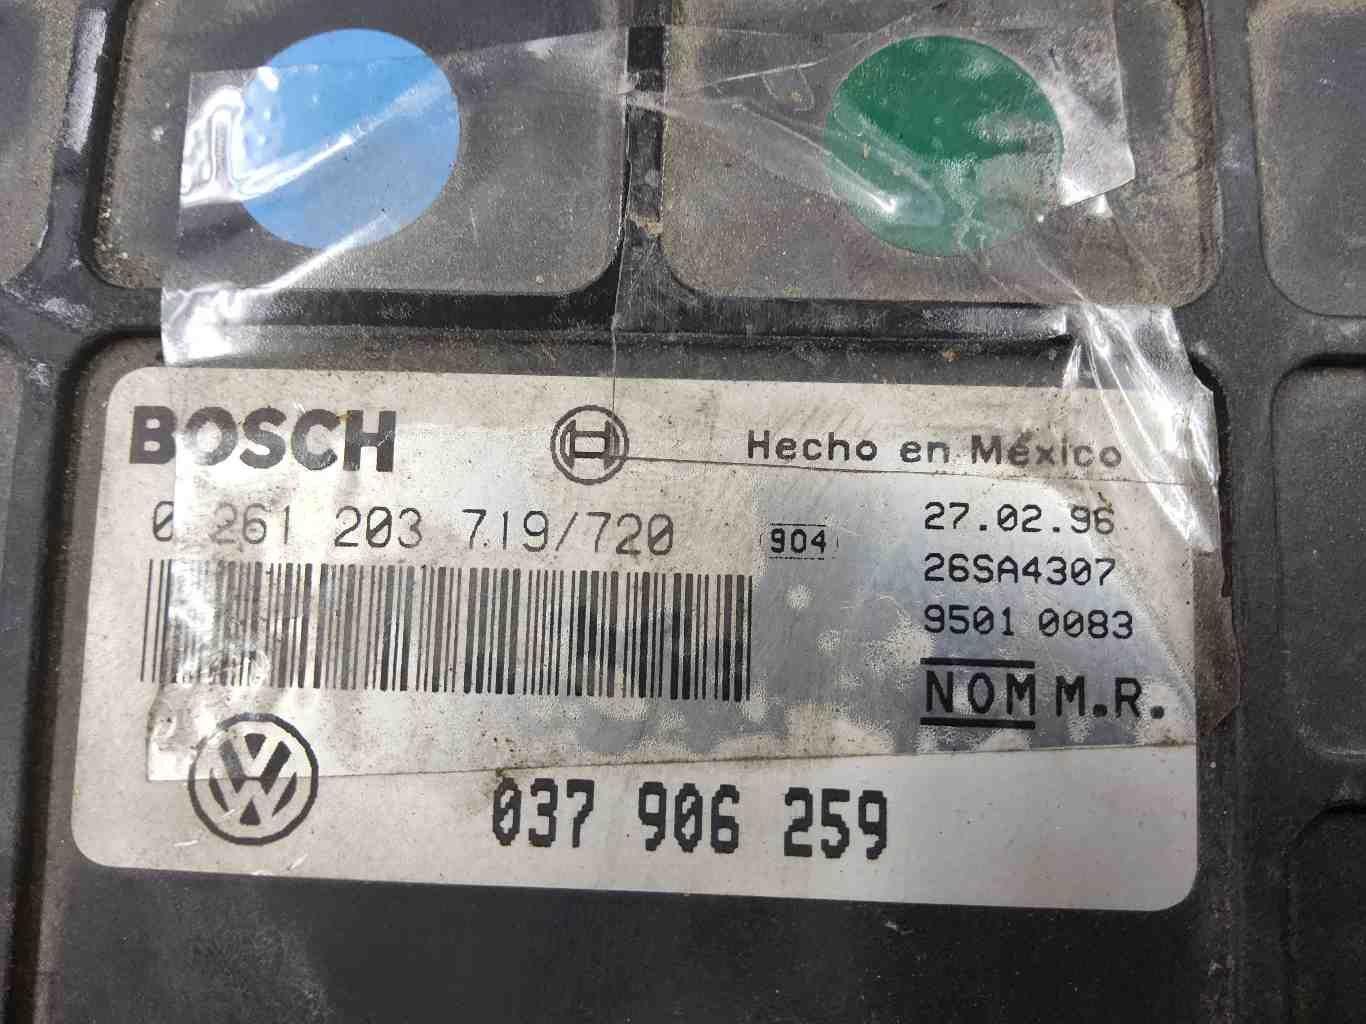 BOSCH
Hecho en México
0 261 203 719/720
904
27.02.96
26SA4307
9501 0083
NOM M.R.
037 906 259